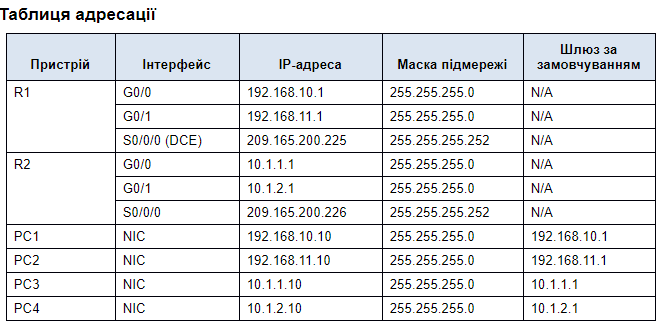 Таблиця адресації
Пристрій Інтерфейс IP-адреса Маска підмережі Шлюз за замовчуванням
R1 G0/0 192.168.10.1 255.255.255.0 N/A
G0/1 192.168.11.1 255.255.255.0 N/A
S0/0/0 (DCE) 209.165.200.225 255.255.255.252 N/A
R2 G0/0 10.1.1.1 255.255.255.0 N/A
G0/1 10.1.2.1 255.255.255.0 N/A
S0/0/0 209.165.200.226 255.255.255.252 N/A
PC1 NIC 192.168.10.10 255.255.255.0 192.168.10.1
PC2 NIC 192.168.11.10 255.255.255.0 192.168.11.1
PC3 NIC 10.1.1.10 255.255.255.0 10.1.1.1
PC4 NIC 10.1.2.10 255.255.255.0 10.1.2.1